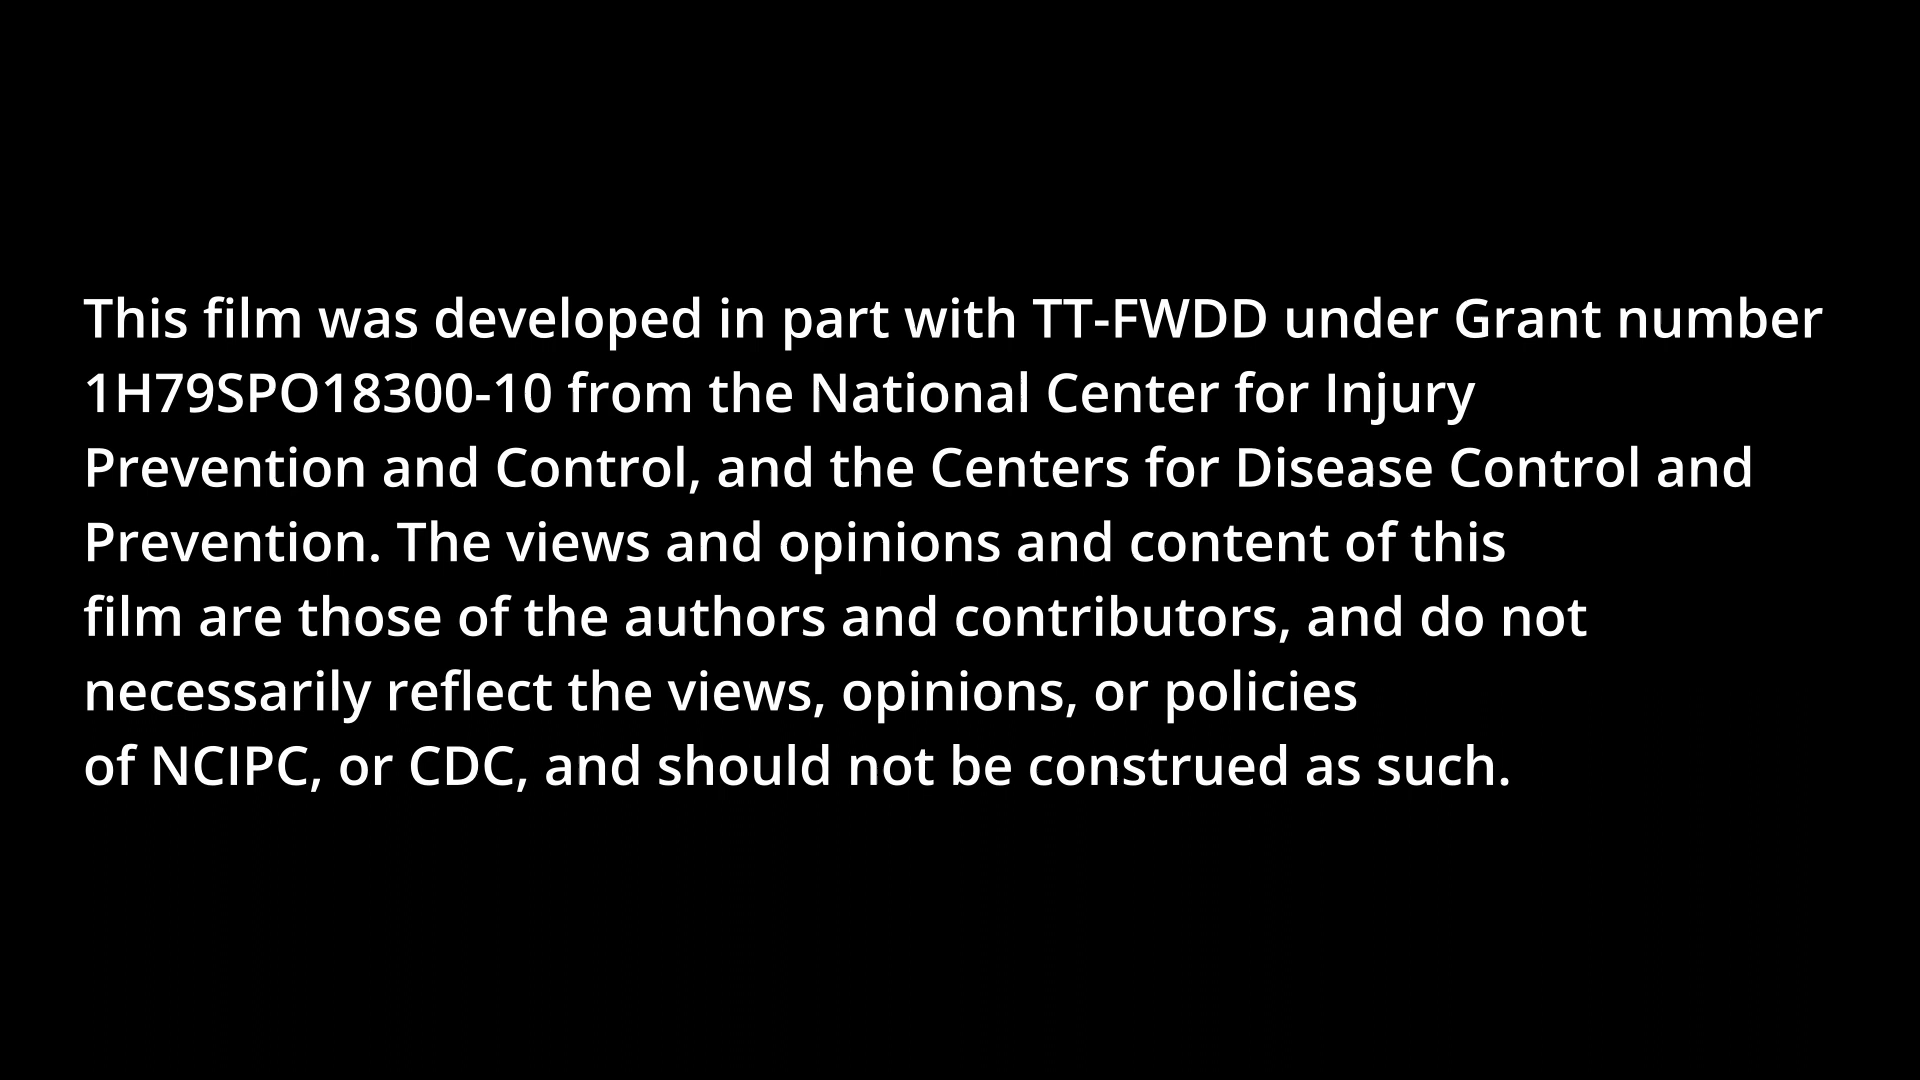 This film was developed in part with TT-FWDD under Grant number
1H79SPO18300-10 from the National Center for Injury
Prevention and Control, and the Centers for Disease Control and
Prevention. The views and opinions and content of this
film are those of the authors and contributors, and do not
necessarily reflect the views, opinions, or policies
of NCIPC, or CDC, and should not be construed as such.